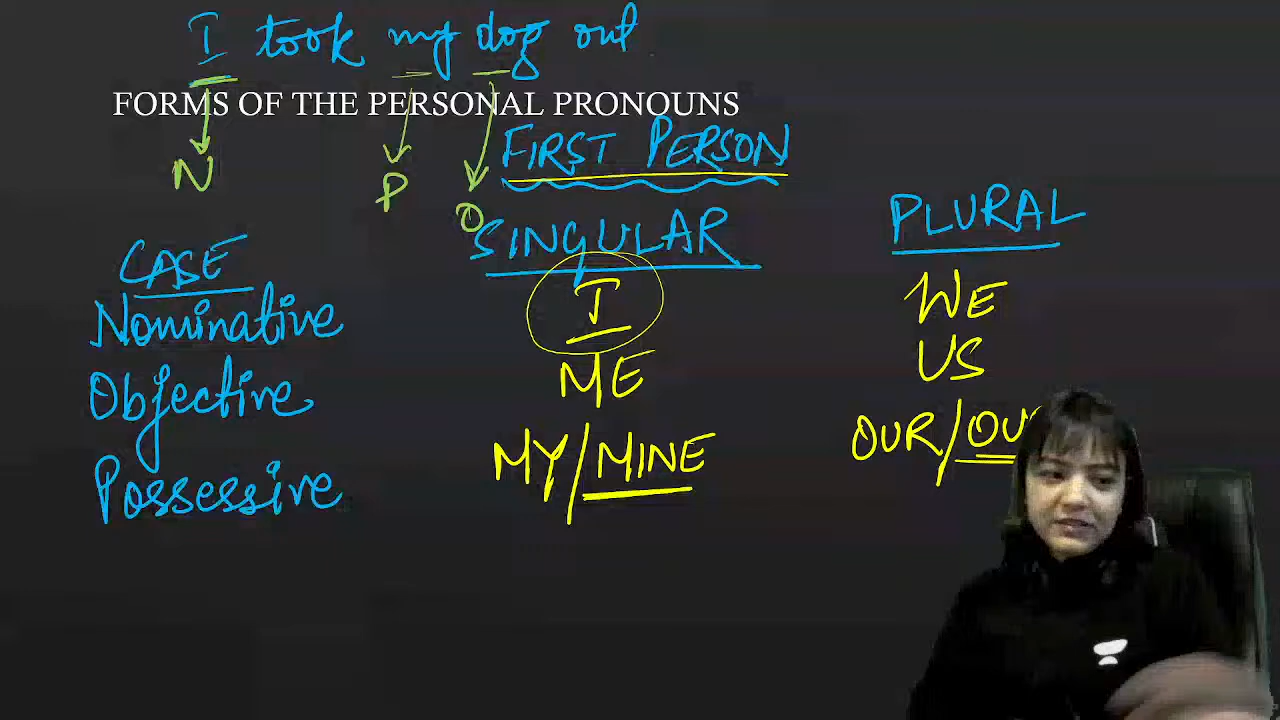 I took my dog out
FORMS OF THE PERSONAL PRONOUNS
N P O
FIRST PERSON
CASE SINGULAR PLURAL
Nominative I WE
Objective ME US
Possessive MY/MINE OUR/